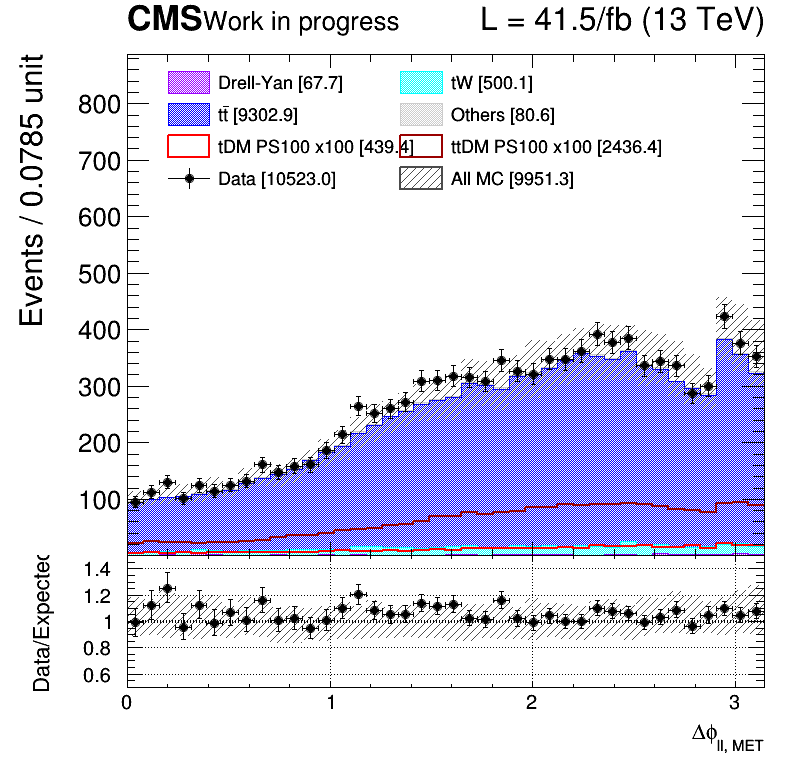 CMS Work in progress L = 41.5/fb (13 TeV)
Events / 0.0785 unit
Drell-Yan [67.7] tW [500.1]
tt̄ [9302.9] Others [80.6]
tDM PS100 x100 [439.4] ttDM PS100 x100 [2436.4]
Data [10523.0] All MC [9951.3]
800
700
600
500
400
300
200
100
Data/Expected
1.4
1.2
1
0.8
0.6
0 1 2 3
Δϕll, MET